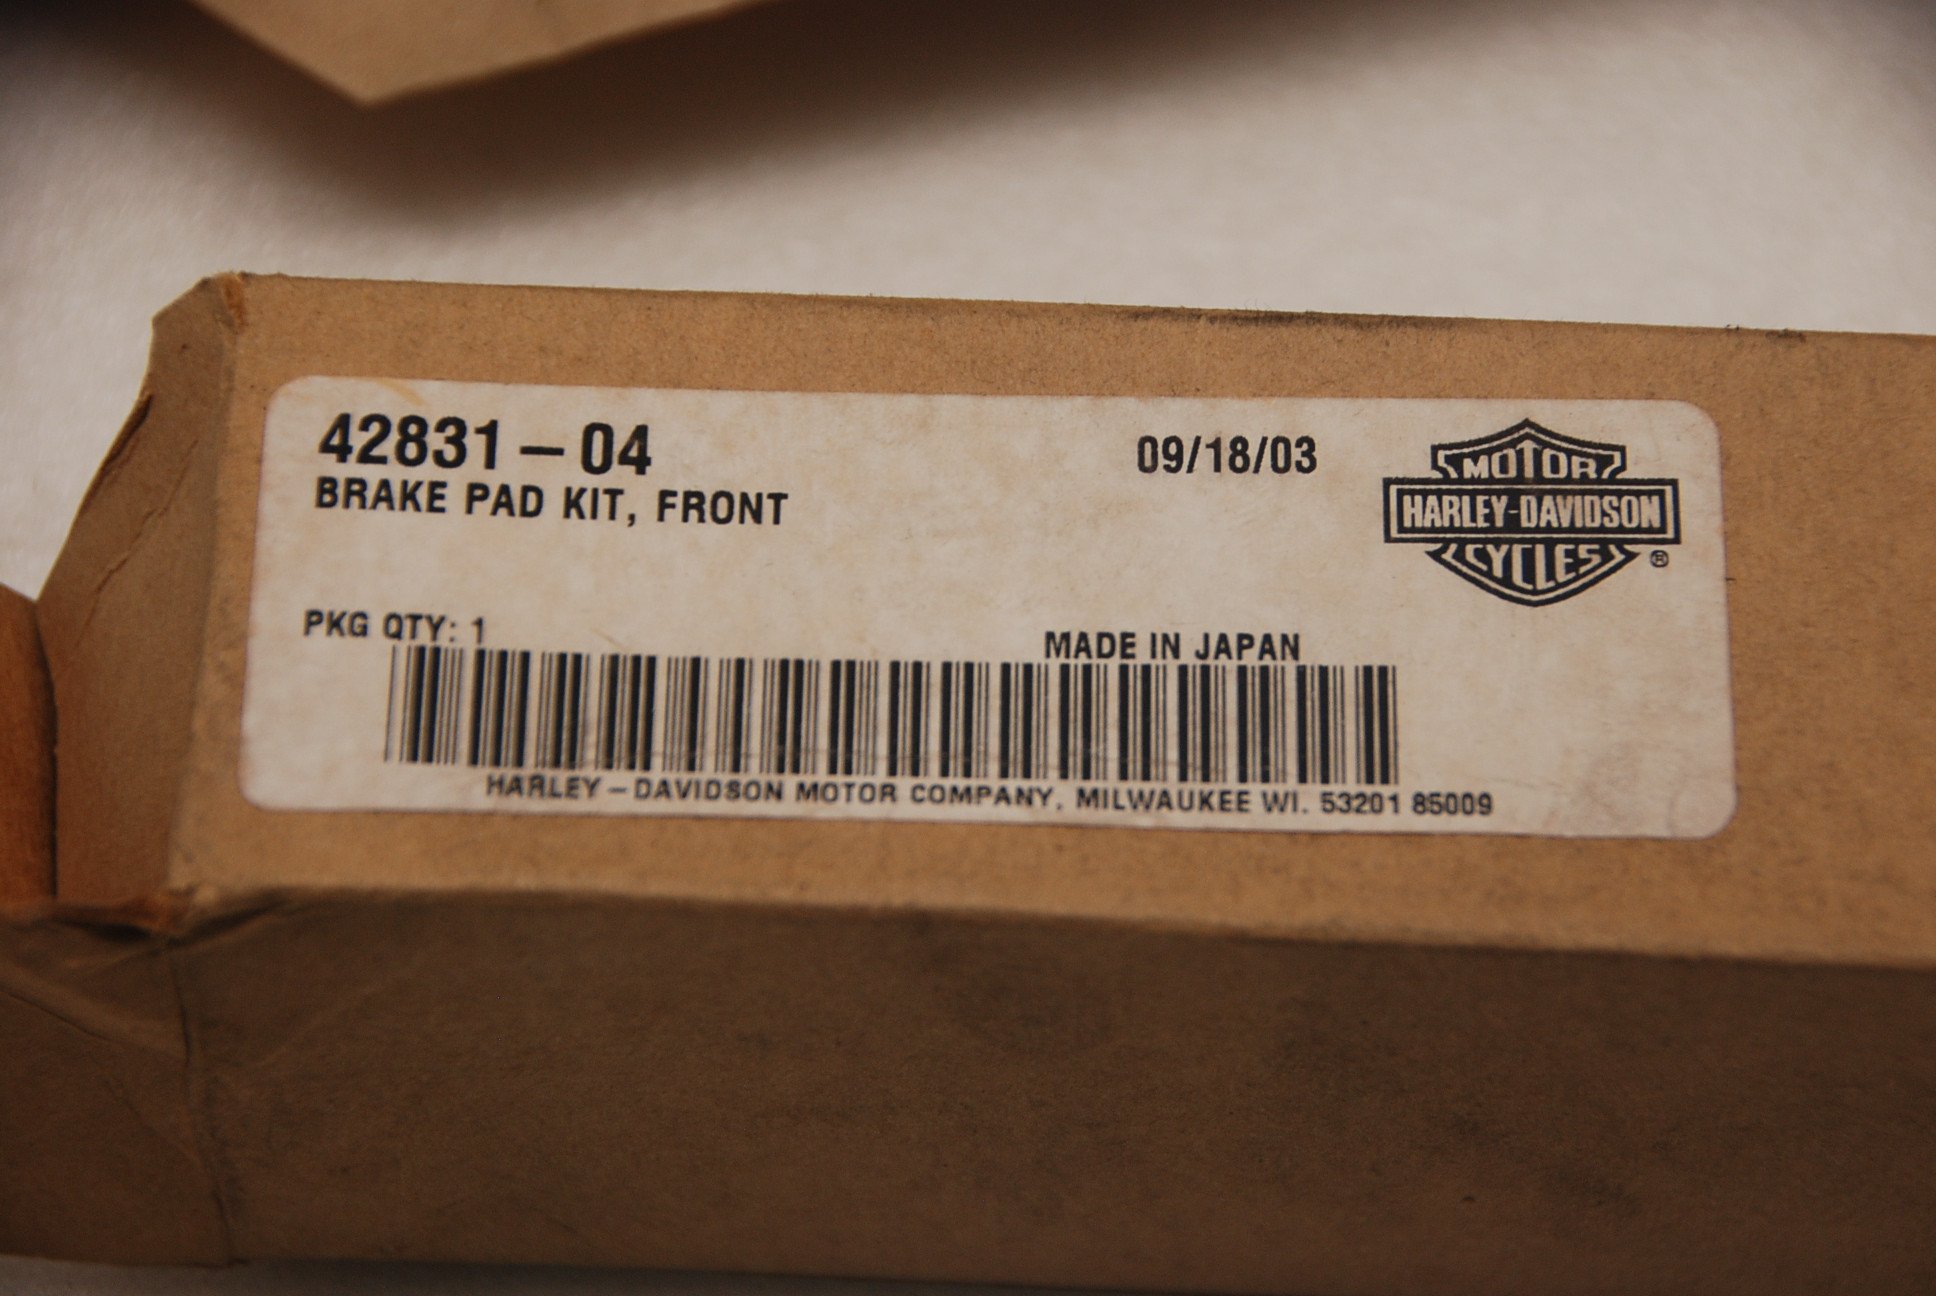 42831-04
BRAKE PAD KIT, FRONT
09/18/03
MOTOR
HARLEY-DAVIDSON
CYCLES
®
PKG QTY: 1
MADE IN JAPAN
HARLEY-DAVIDSON MOTOR COMPANY. MILWAUKEE WI. 53201 85009